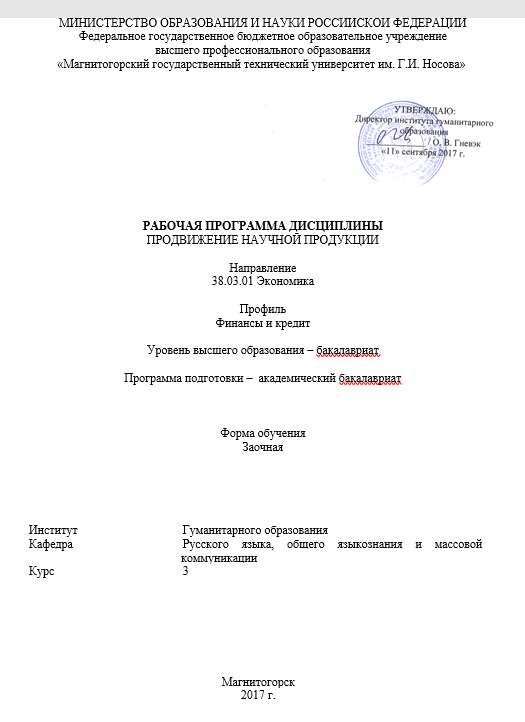 МИНИСТЕРСТВО ОБРАЗОВАНИЯ И НАУКИ РОССИЙСКОЙ ФЕДЕРАЦИИ
Федеральное государственное бюджетное образовательное учреждение
высшего профессионального образования
«Магнитогорский государственный технический университет им. Г.И. Носова»
УТВЕРЖДАЮ:
Директор института гуманитарного
образования
/ О. В. Гневэк
«11» сентября 2017 г.
РАБОЧАЯ ПРОГРАММА ДИСЦИПЛИНЫ
ПРОДВИЖЕНИЕ НАУЧНОЙ ПРОДУКЦИИ
Направление
38.03.01 Экономика
Профиль
Финансы и кредит
Уровень высшего образования – бакалавриат
Программа подготовки – академический бакалавриат
Форма обучения
Заочная
Институт Гуманитарного образования
Кафедра Русского языка, общего языкознания и массовой
коммуникации
Курс 3
Магнитогорск
2017 г.